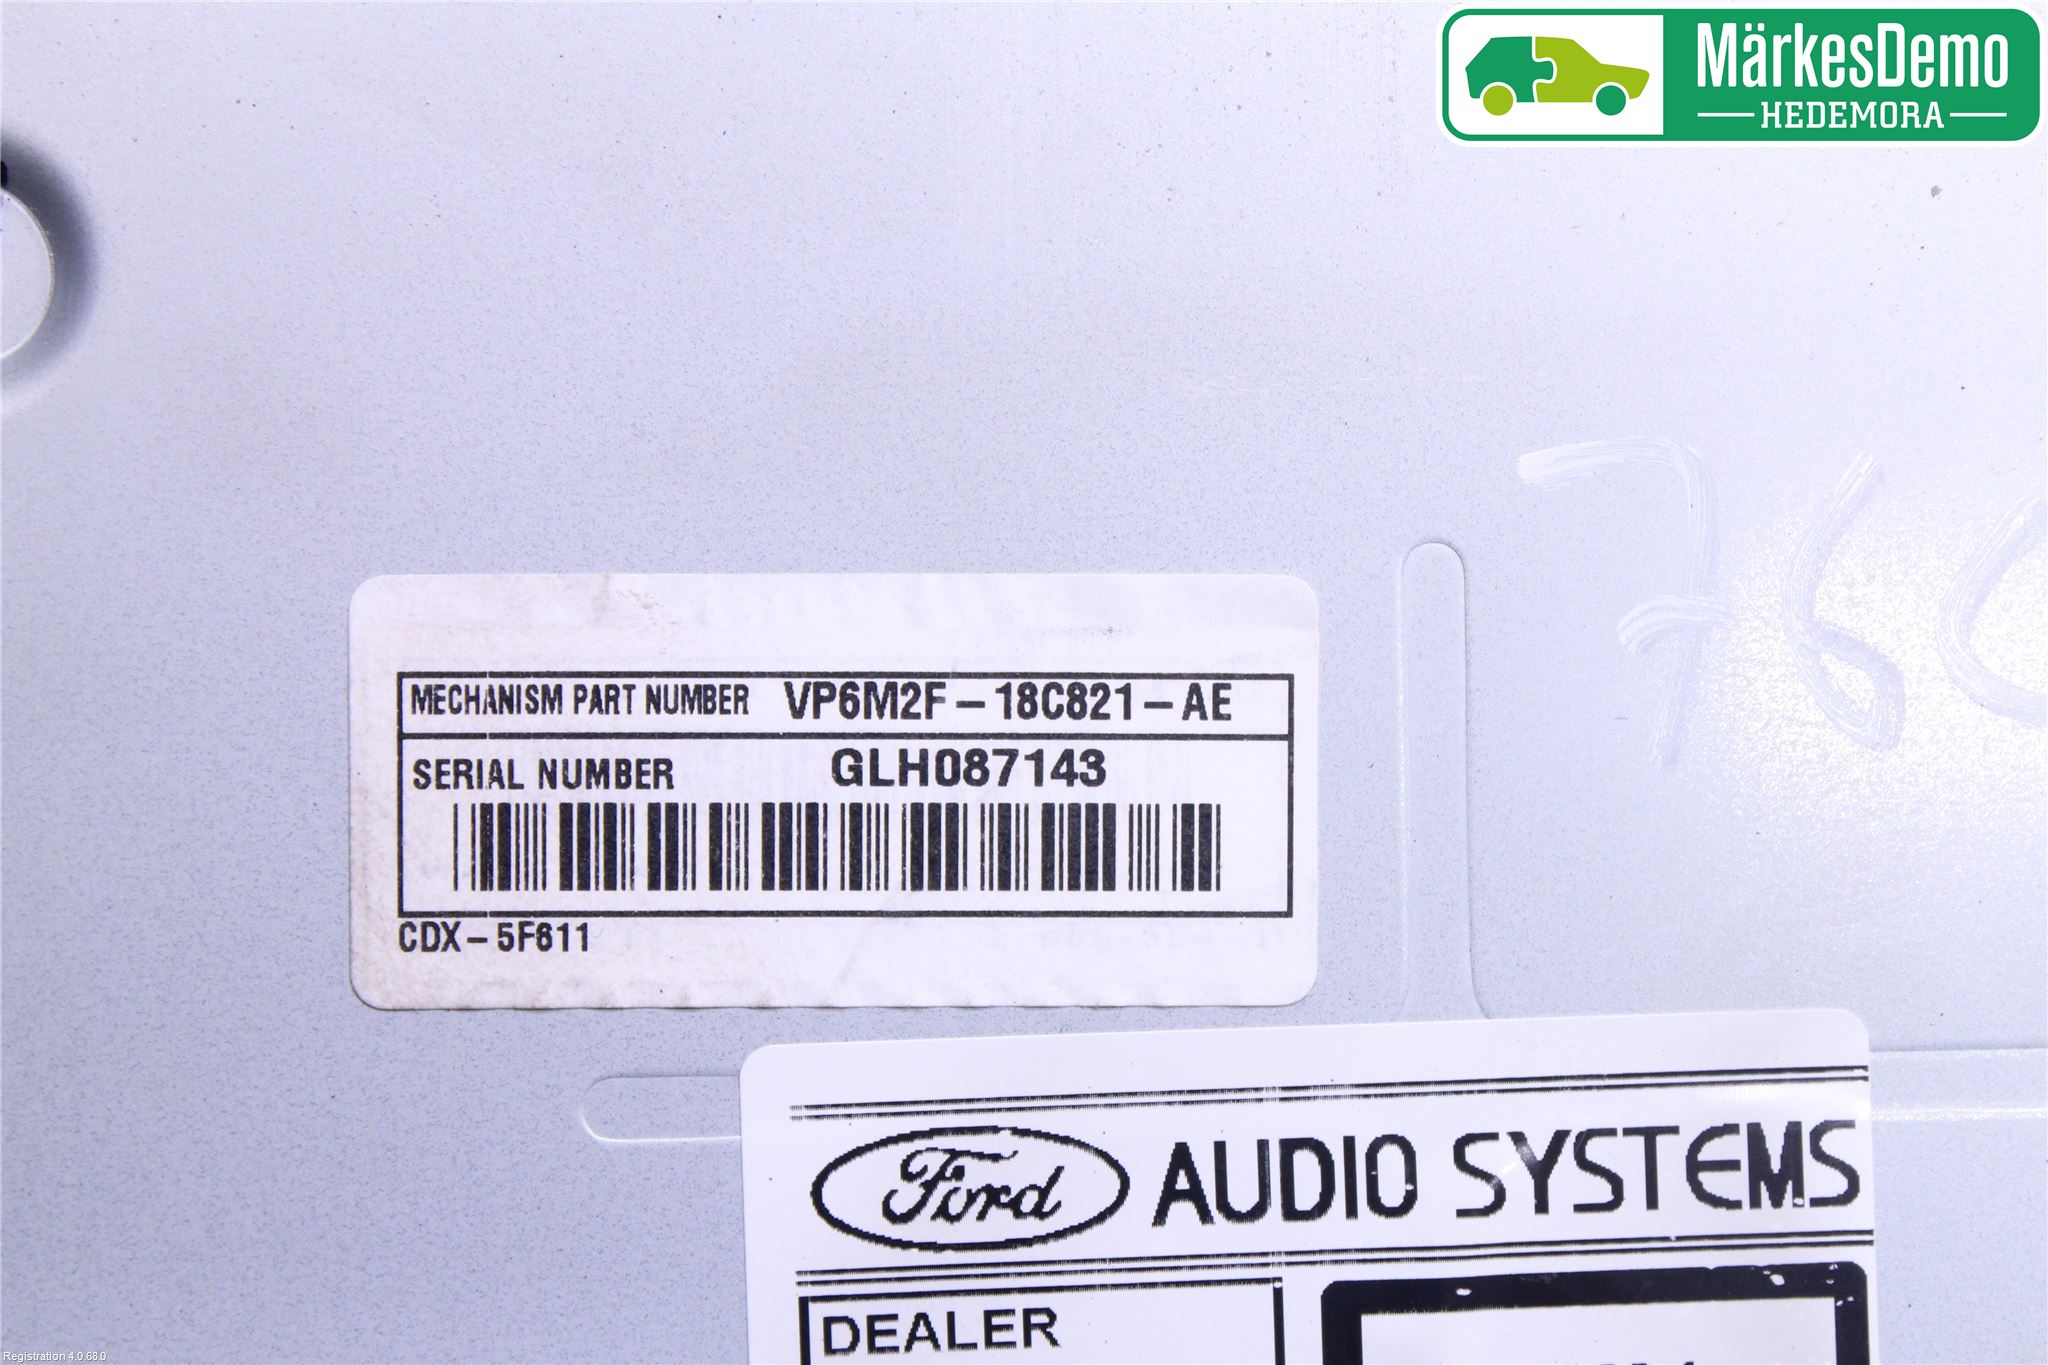 MärkesDemo
HEDEMORA
MECHANISM PART NUMBER VP6M2F-18C821-AE
SERIAL NUMBER GLH087143
CDX-5F611
Ford AUDIO SYSTEMS
DEALER
Registration 4.0.68.0